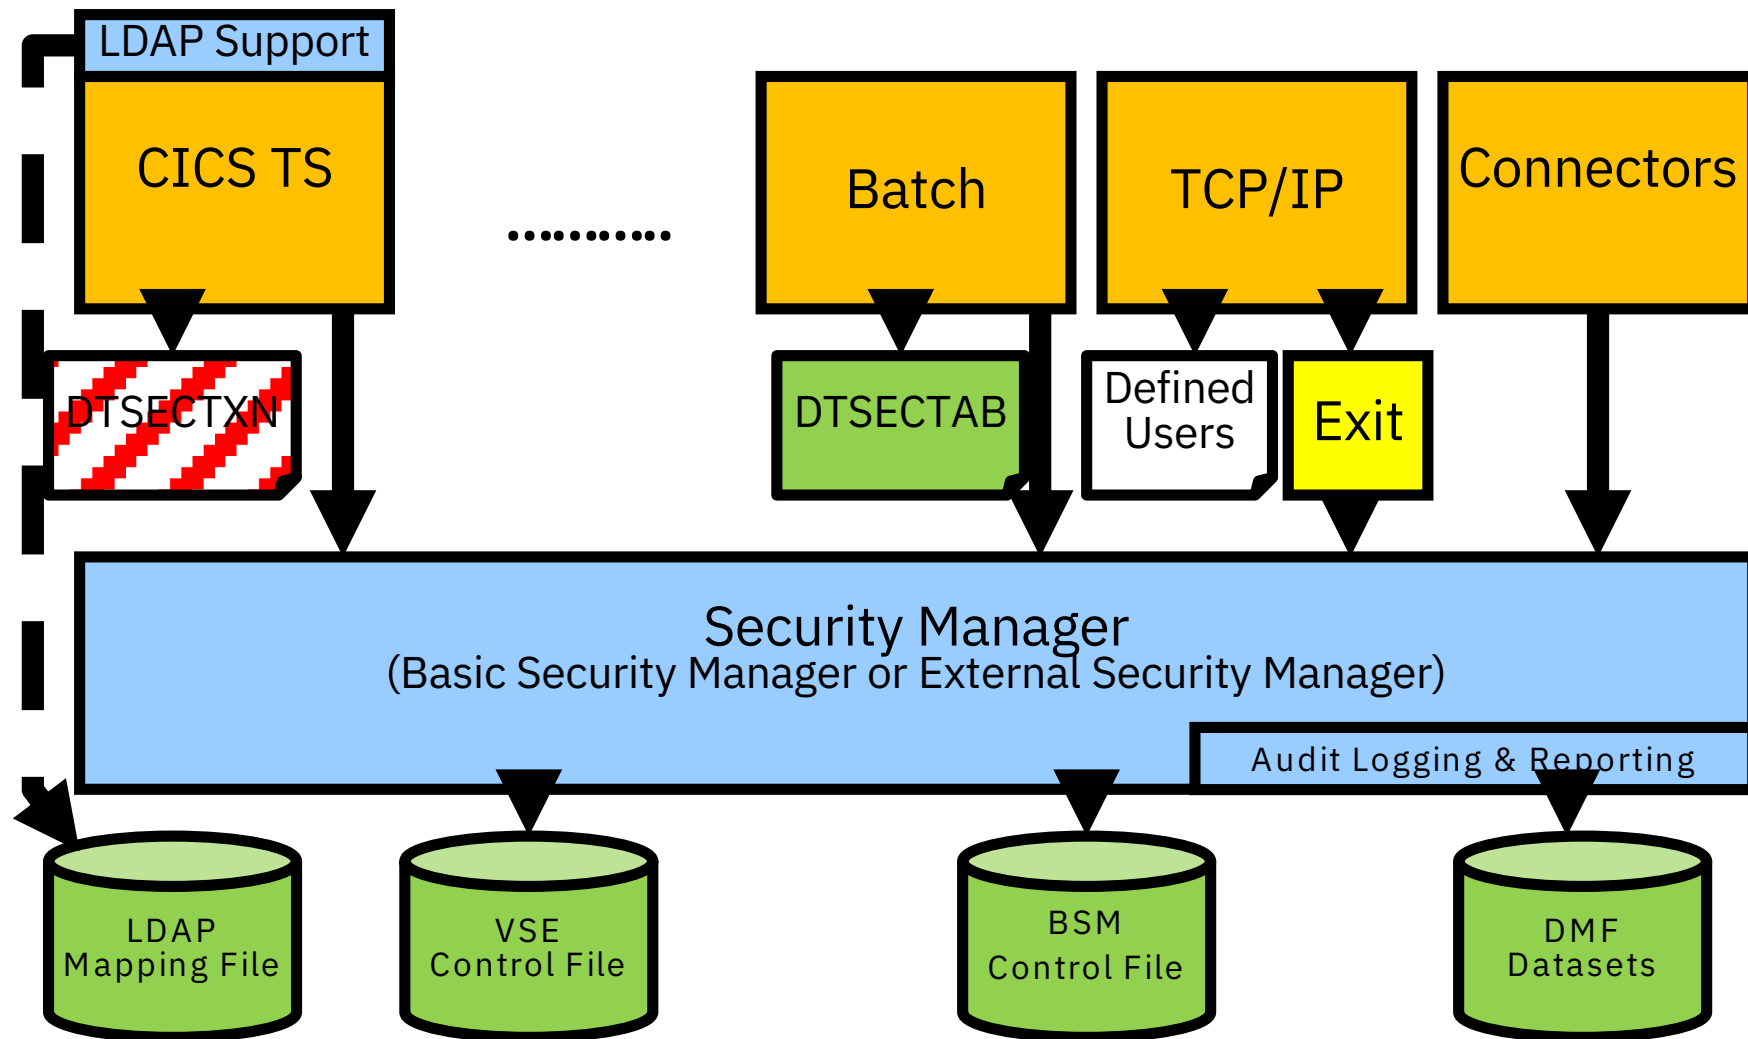 LDAP Support
CICS TS
...........
Batch
TCP/IP
Connectors
DTSECTXN
DTSECTAB
Defined
Users
Exit
Security Manager
(Basic Security Manager or External Security Manager)
Audit Logging & Reporting
LDAP
Mapping File
VSE
Control File
BSM
Control File
DMF
Datasets